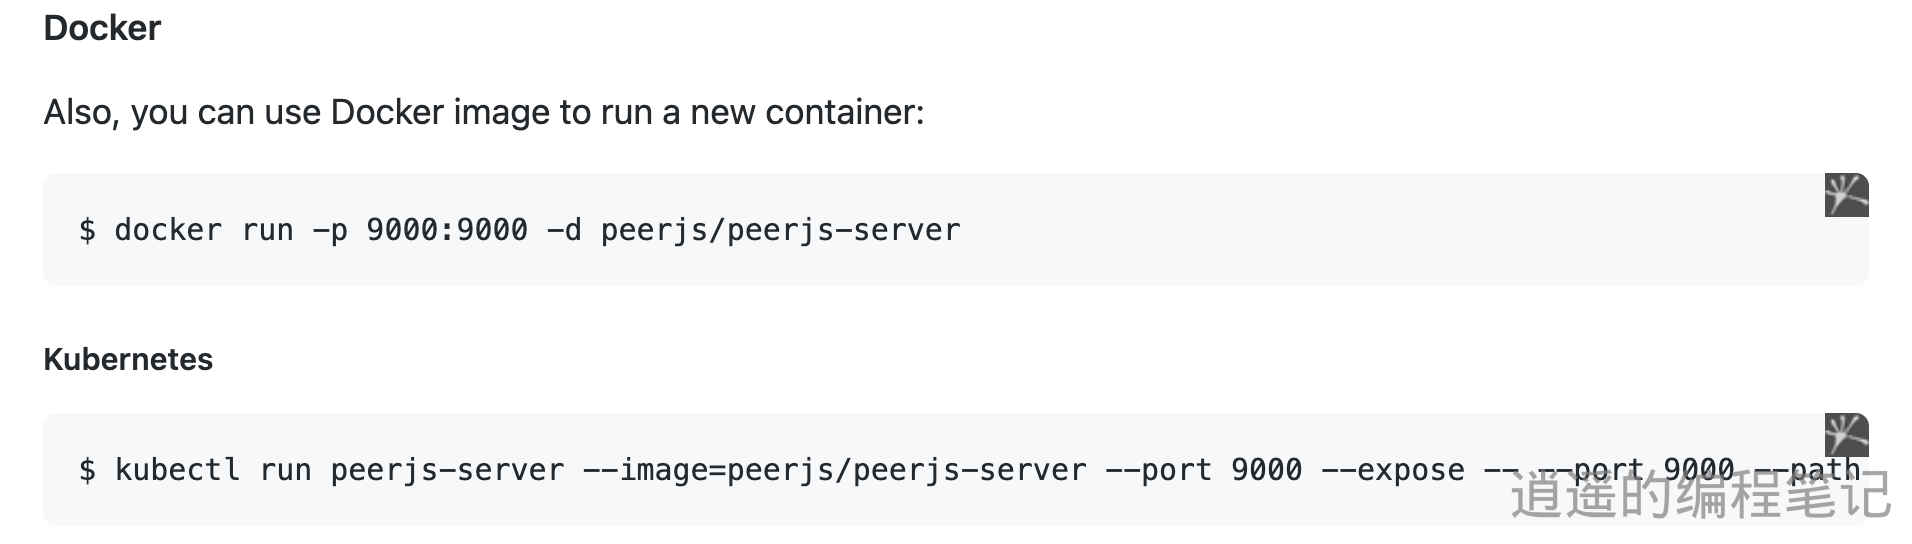 Docker
Also, you can use Docker image to run a new container:
$ docker run -p 9000:9000 -d peerjs/peerjs-server
Kubernetes
$ kubectl run peerjs-server --image=peerjs/peerjs-server --port 9000 --expose -- --port 9000 --path
逍遥的编程笔记